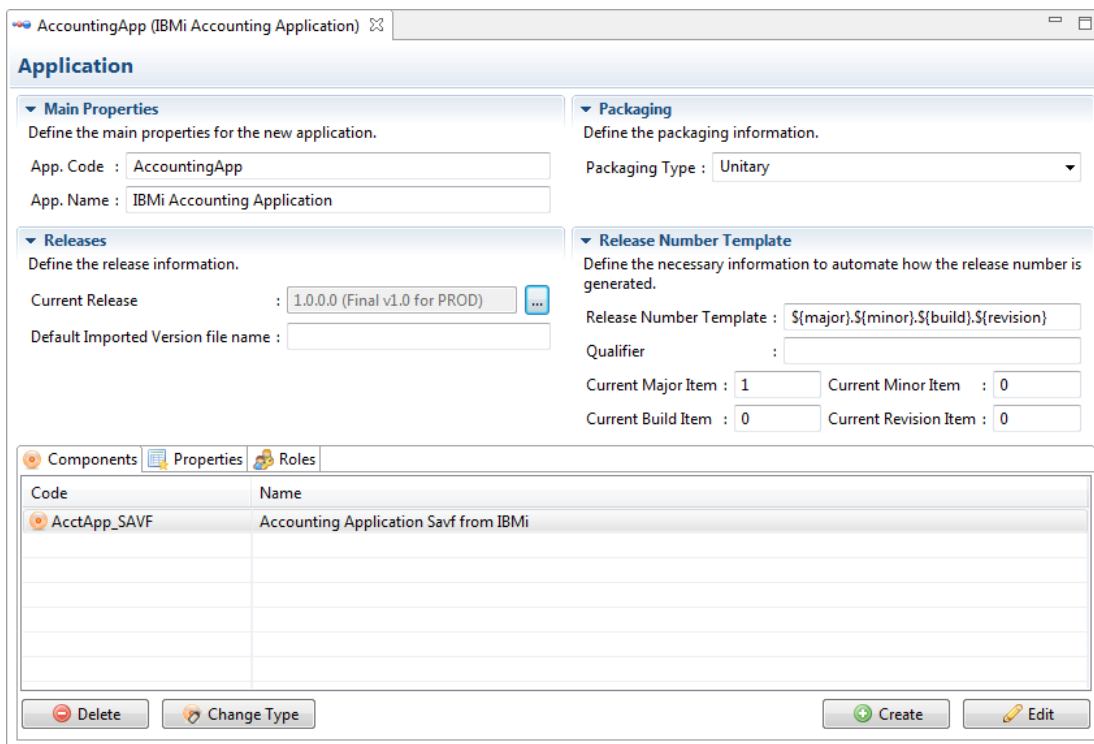 AccountingApp (IBMi Accounting Application)
Application
Main Properties
Define the main properties for the new application.
App. Code : AccountingApp
App. Name : IBMi Accounting Application
Packaging
Define the packaging information.
Packaging Type : Unitary
Releases
Define the release information.
Current Release : 1.0.0.0 (Final v1.0 for PROD) ...
Default Imported Version file name :
Release Number Template
Define the necessary information to automate how the release number is
generated.
Release Number Template : ${major}.${minor}.${build}.${revision}
Qualifier :
Current Major Item : 1 Current Minor Item : 0
Current Build Item : 0 Current Revision Item : 0
Components Properties Roles
Code Name
AcctApp_SAVF Accounting Application Savf from IBMi
Delete Change Type Create Edit